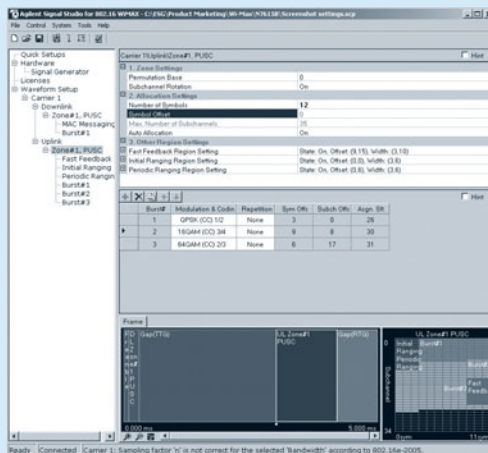 Agilent Signal Studio for 802.16 WiMAX - C:\ESG\Product Marketing\Wi-Max\N7615B\Screenshot settings.scp
File Control System Tools Help
Quick Setups
Hardware
Signal Generator
Licenses
Waveform Setup
Carrier 1
Downlink
Zone#1, PUSC
MAC Messaging
Burst#1
Uplink
Zone#1, PUSC
Fast Feedback
Initial Ranging
Periodic Rangin
Burst#1
Burst#2
Burst#3
Carrier 1\Uplink\Zone#1, PUSC
Hint
1. Zone Settings
Permutation Base 0
Subchannel Rotation On
2. Allocation Settings
Number of Symbols 12
Symbol Offset 0
Max. Number of Subchannels 35
Auto Allocation On
3. Other Region Settings
Fast Feedback Region Setting State: On, Offset (9,15), Width: (3,10)
Initial Ranging Region Setting State: On, Offset (0,0), Width: (3,6)
Periodic Ranging Region Setting State: On, Offset (0,6), Width: (3,6)
Hint
Burst# Modulation & Codin Repetition Sym Offs Subch Offs Asgn. Slt
1 QPSK (CC) 1/2 None 3 0 26
2 16QAM (CC) 3/4 None 9 8 30
3 64QAM (CC) 2/3 None 6 17 31
Frame
Gap(TTG)
UL Zone#1
PUSC
Gap(RTG)
0.000 ms
5.000 ms
UL Zone#1 PUSC
Subchannel
0
34
Initial
Ranging
Periodic
Ranging
Burst#1
Fast
Feedb
0sym
11sym
Ready Connected Carrier 1: Sampling factor 'n' is not correct for the selected 'Bandwidth' according to 802.16e-2005.